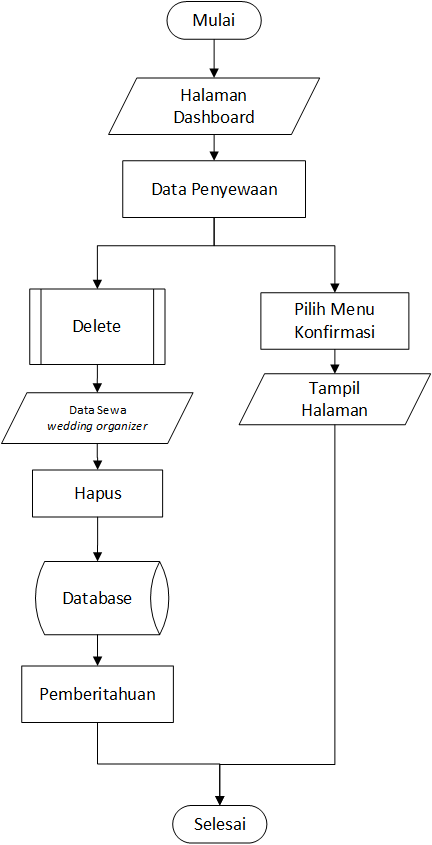 Mulai
Halaman
Dashboard
Data Penyewaan
Delete
Data Sewa
wedding organizer
Hapus
Database
Pemberitahuan
Pilih Menu
Konfirmasi
Tampil
Halaman
Selesai